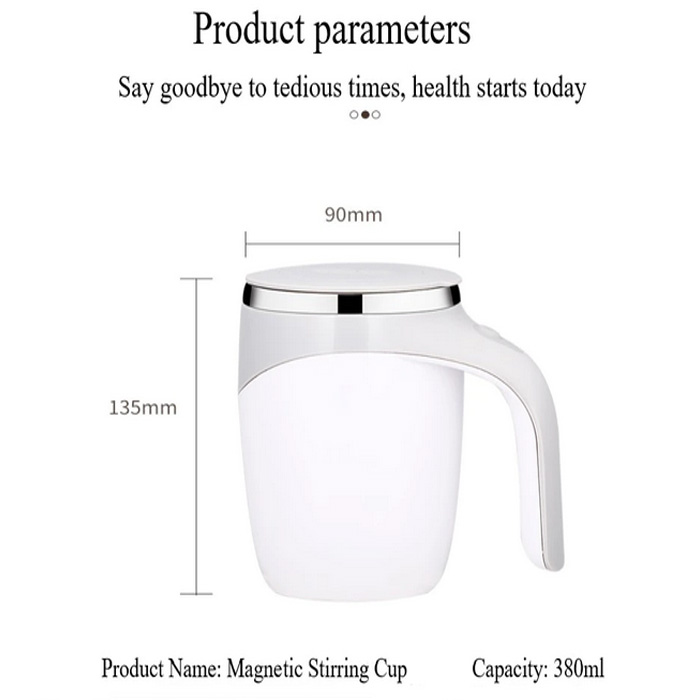 Product parameters
Say goodbye to tedious times, health starts today
90mm
135mm
Product Name: Magnetic Stirring Cup Capacity: 380ml